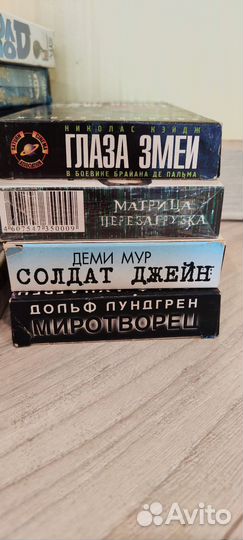 НИКОЛАС КЭЙДЖ
ГЛАЗА ЗМЕИ
В БОЕВИКЕ БРАЙАНА ДЕ ПАЛЬМА
МАТРИЦА
ПЕРЕЗАГРУЗКА
4 607547 350009
ДЕМИ МУР
СОЛДАТ ДЖЕЙН
ДОЛЬФ ЛУНДГРЕН
МИРОТВОРЕЦ
Avito